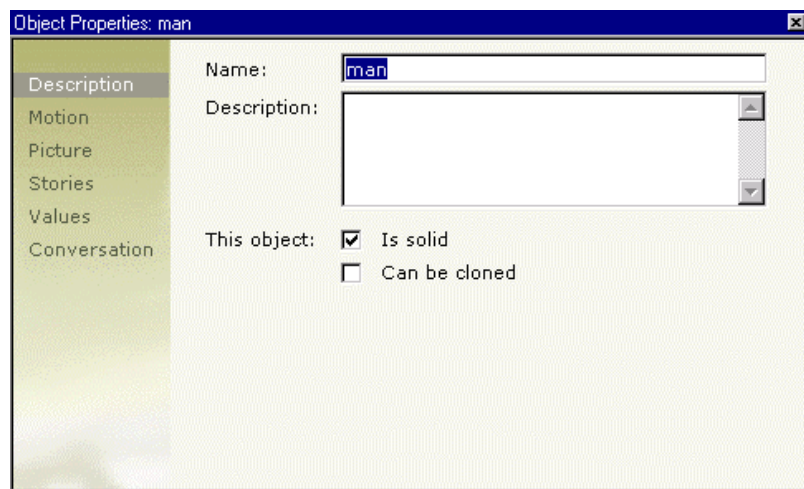 Object Properties: man
Description
Motion
Picture
Stories
Values
Conversation
Name:
man
Description:
This object:
Is solid
Can be cloned